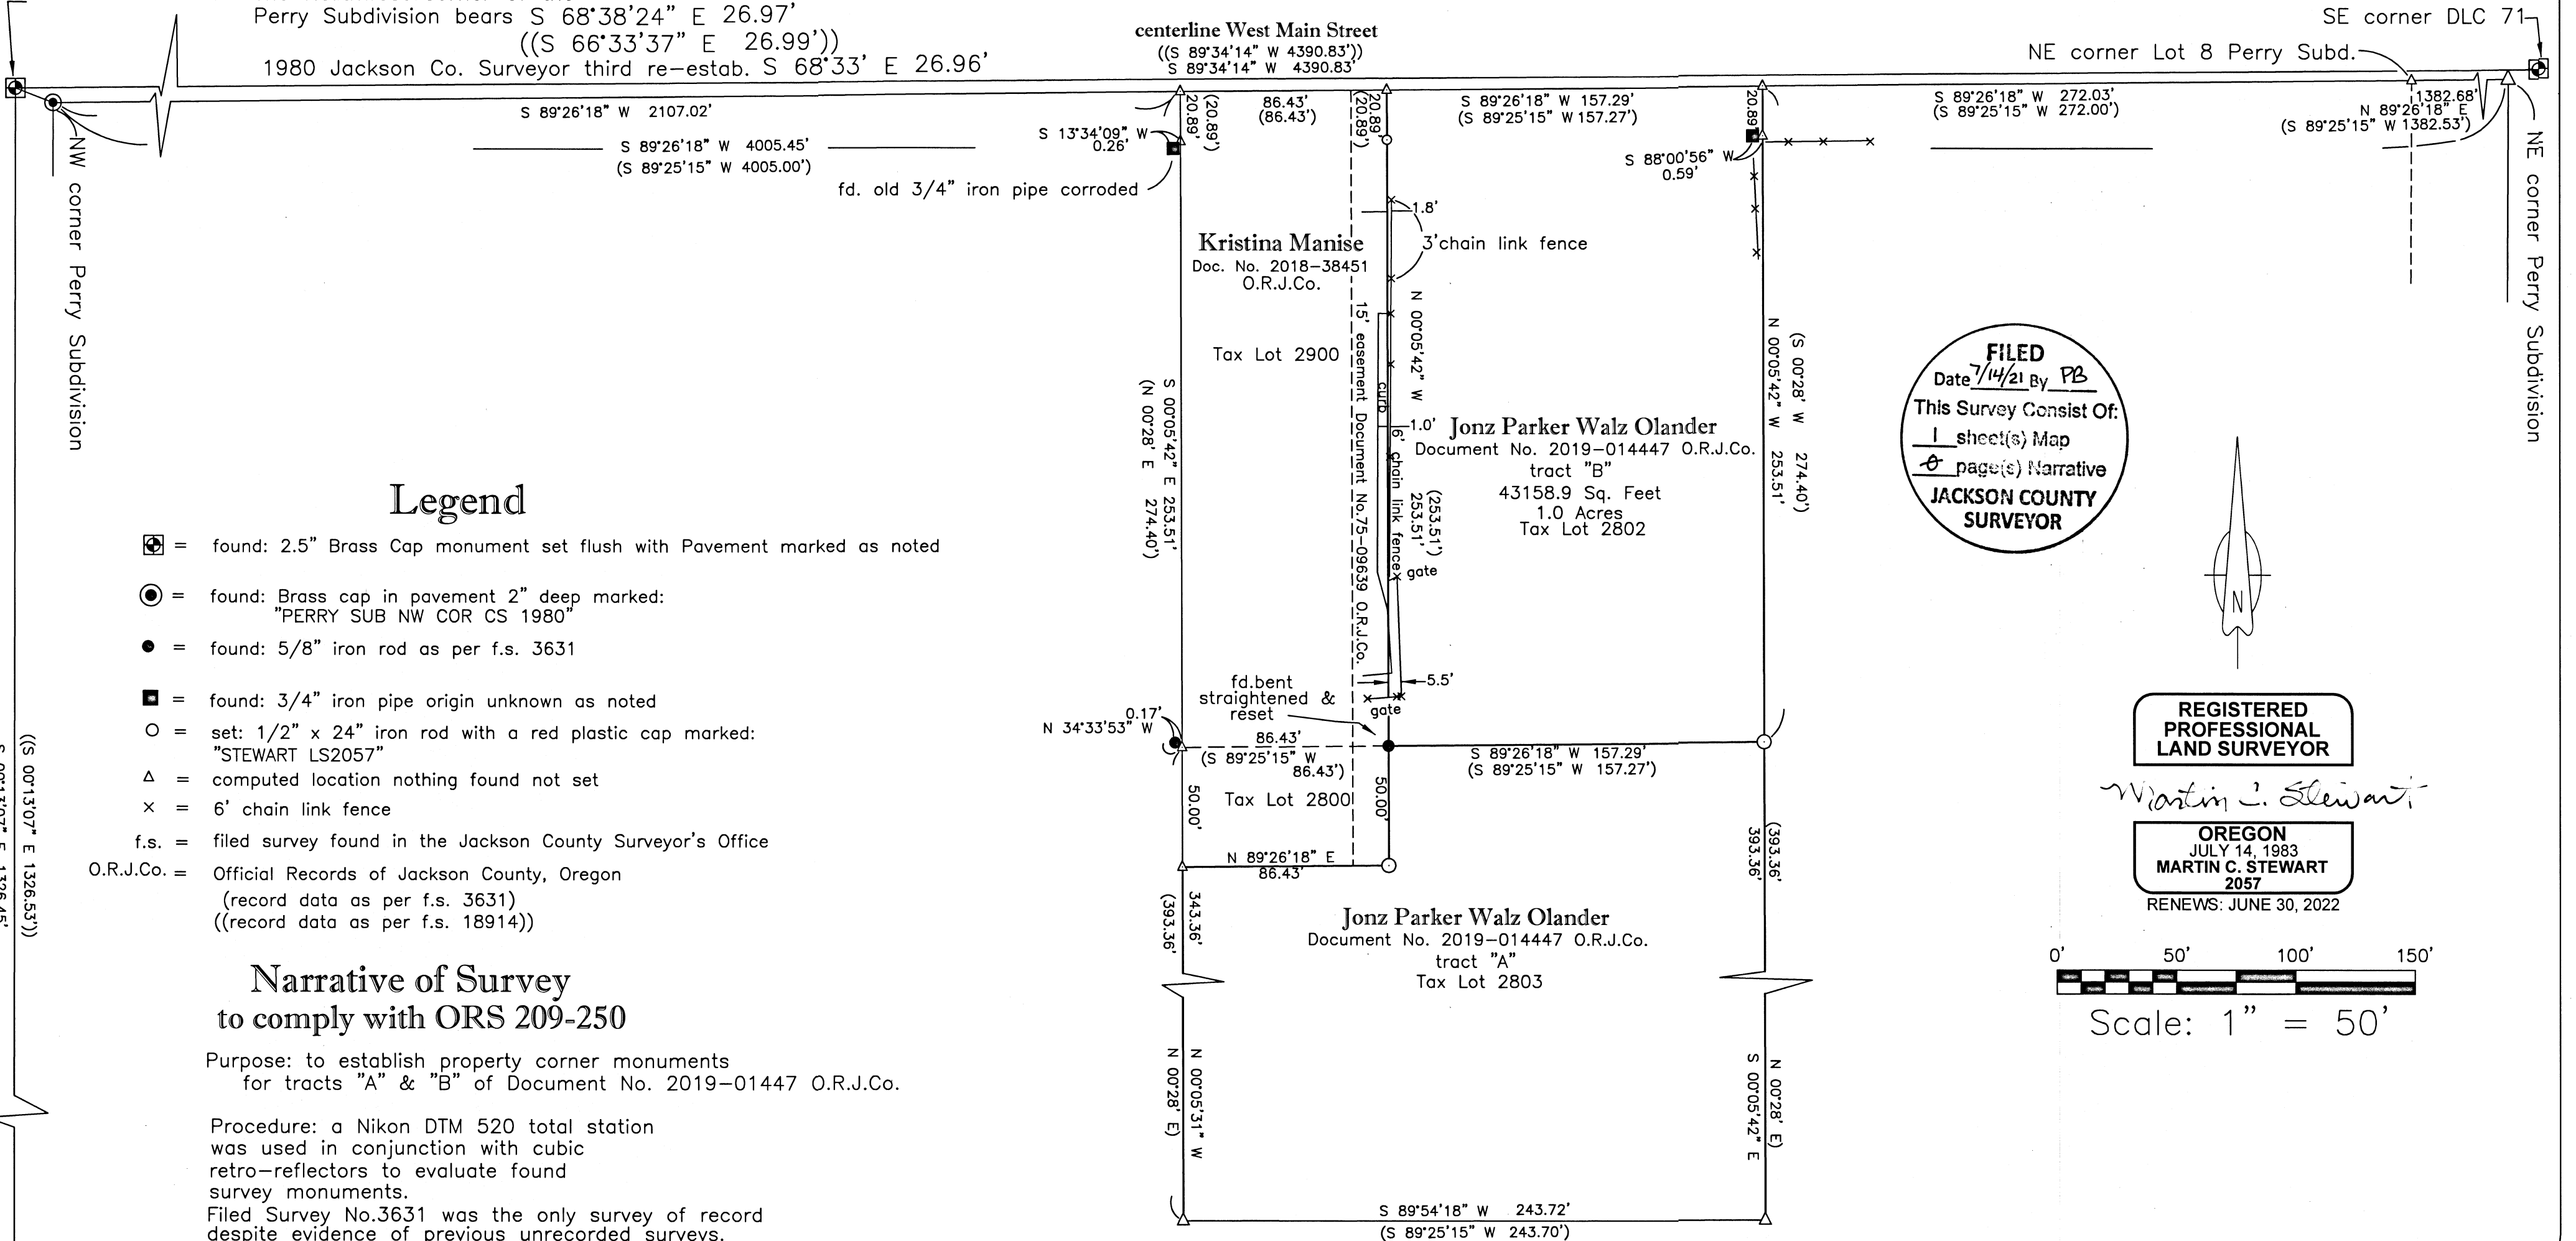 Perry Subdivision bears S 68°38'24" E 26.97'
((S 66°33'37" E 26.99'))
1980 Jackson Co. Surveyor third re-estab. S 68°33' E 26.96'
centerline West Main Street
((S 89°34'14" W 4390.83'))
S 89°34'14" W 4390.83'
SE corner DLC 71
NE corner Lot 8 Perry Subd.
S 89°26'18" W 2107.02'
S 89°26'18" W 4005.45'
(S 89°25'15" W 4005.00')
S 13°34'09" W
0.26'
fd. old 3/4" iron pipe corroded
20.89'
(20.89')
86.43'
(86.43')
(20.89')
20.89'
S 89°26'18" W 157.29'
(S 89°25'15" W 157.27')
20.89'
S 88°00'56" W
0.59'
S 89°26'18" W 272.03'
(S 89°25'15" W 272.00')
1382.68'
N 89°26'18" E
(S 89°25'15" W 1382.53')
NW corner Perry Subdivision
NE corner Perry Subdivision
Kristina Manise
Doc. No. 2018-38451
O.R.J.Co.
Tax Lot 2900
1.8'
3'chain link fence
15' easement Document No.75-09639 O.R.J.Co.
curb
N 00°05'42" W
(253.51')
253.51'
1.0'
6' chain link fence
gate
S 00°05'42" E 253.51'
(N 00°28' E 274.40')
Jonz Parker Walz Olander
Document No. 2019-014447 O.R.J.Co.
tract "B"
43158.9 Sq. Feet
1.0 Acres
Tax Lot 2802
(S 00°28' W 274.40')
N 00°05'42" W 253.51'
FILED
Date 7/14/21 By PB
This Survey Consist Of:
1 sheet(s) Map
0 page(s) Narrative
JACKSON COUNTY
SURVEYOR
N
Legend
= found: 2.5" Brass Cap monument set flush with Pavement marked as noted
= found: Brass cap in pavement 2" deep marked:
"PERRY SUB NW COR CS 1980"
= found: 5/8" iron rod as per f.s. 3631
= found: 3/4" iron pipe origin unknown as noted
= set: 1/2" x 24" iron rod with a red plastic cap marked:
"STEWART LS2057"
= computed location nothing found not set
x = 6' chain link fence
f.s. = filed survey found in the Jackson County Surveyor's Office
O.R.J.Co. = Official Records of Jackson County, Oregon
(record data as per f.s. 3631)
((record data as per f.s. 18914))
((S 00°13'07" E 1326.53'))
S 00°13'07" E 1326.45'
fd.bent
straightened &
reset
5.5'
gate
0.17'
N 34°33'53" W
86.43'
(S 89°25'15" W
86.43')
S 89°26'18" W 157.29'
(S 89°25'15" W 157.27')
50.00'
Tax Lot 2800
50.00'
N 89°26'18" E
86.43'
(393.36')
393.36'
343.36'
(393.36')
Jonz Parker Walz Olander
Document No. 2019-014447 O.R.J.Co.
tract "A"
Tax Lot 2803
REGISTERED
PROFESSIONAL
LAND SURVEYOR
Martin C. Stewart
OREGON
JULY 14, 1983
MARTIN C. STEWART
2057
RENEWS: JUNE 30, 2022
0' 50' 100' 150'
Scale: 1" = 50'
Narrative of Survey
to comply with ORS 209-250
Purpose: to establish property corner monuments
for tracts "A" & "B" of Document No. 2019-01447 O.R.J.Co.
Procedure: a Nikon DTM 520 total station
was used in conjunction with cubic
retro-reflectors to evaluate found
survey monuments.
Filed Survey No.3631 was the only survey of record
despite evidence of previous unrecorded surveys.
N 00°05'31" W
(N 00°28' E)
N 00°28' E)
S 00°05'42" E
S 89°54'18" W 243.72'
(S 89°25'15" W 243.70')